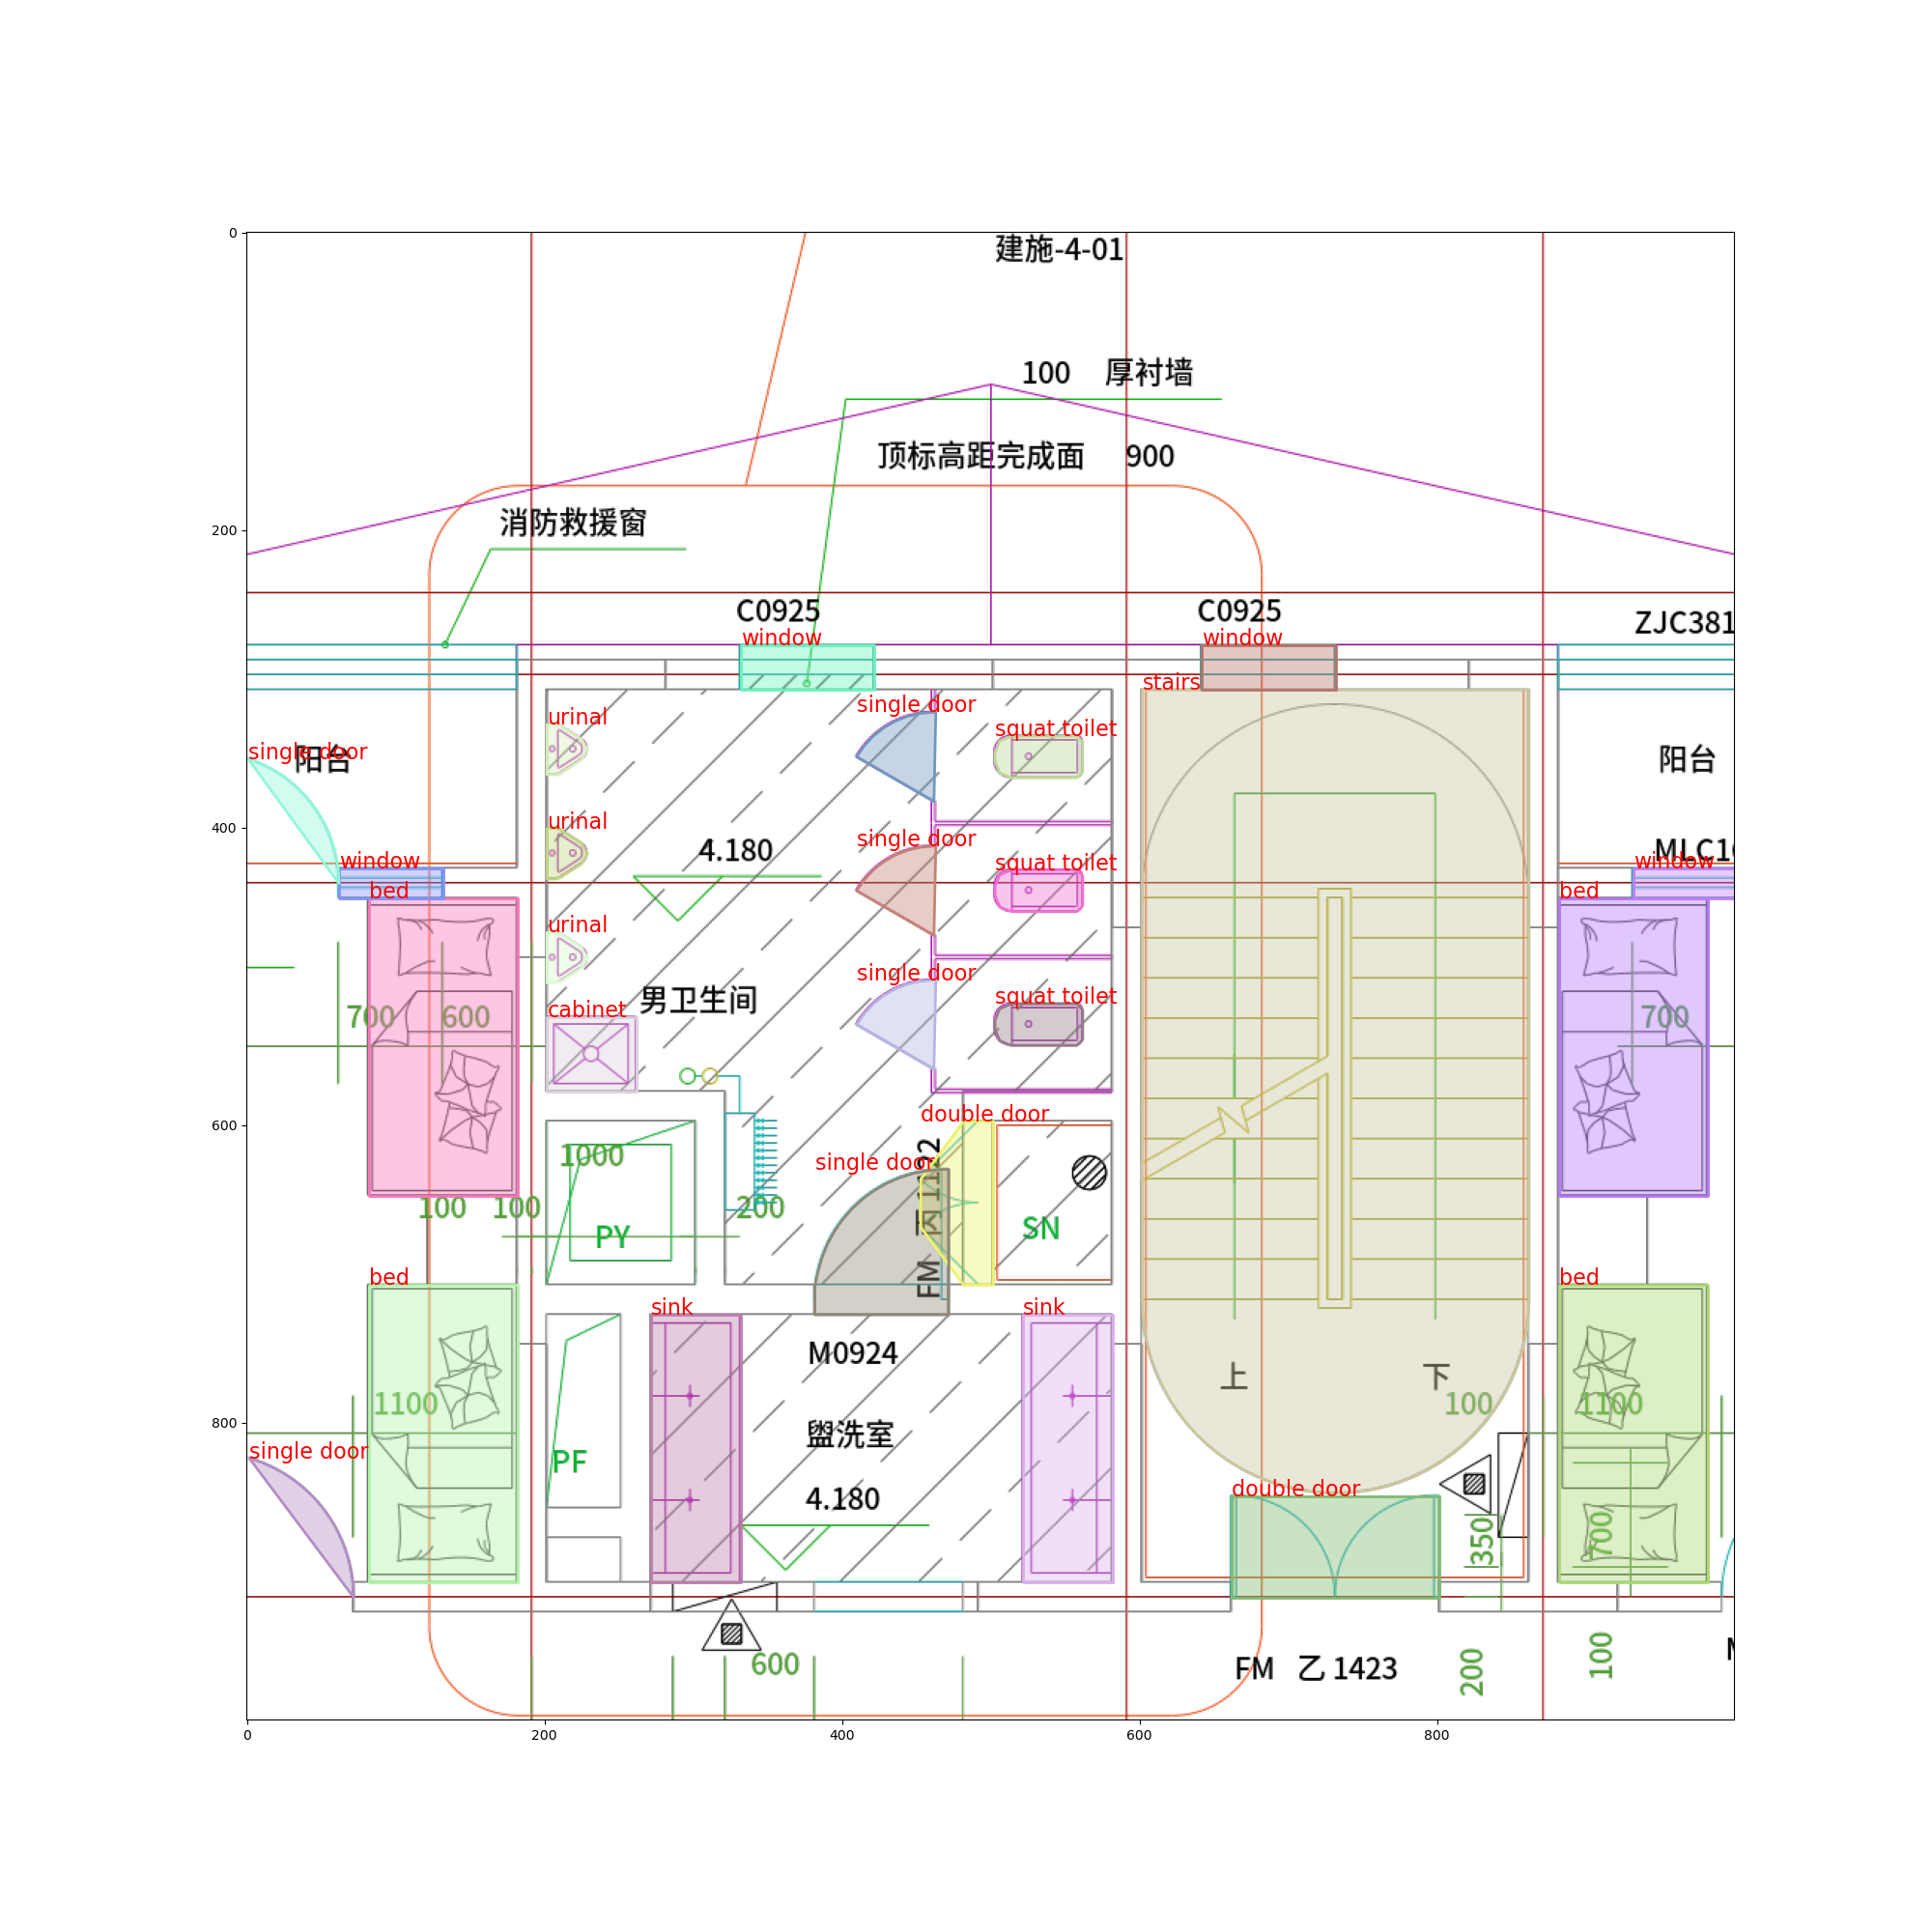 0
建施-4-01
100 厚衬墙
顶标高距完成面 900
消防救援窗
200
C0925
C0925
ZJC381
window
window
stairs
single door
urinal
squat toilet
single door
阳台
阳台
400
urinal
single door
4.180
MLC10
window
squat toilet
window
bed
bed
urinal
single door
男卫生间
squat toilet
cabinet
700
600
700
600
double door
FM 丙 1122
1000
single door
100
100
200
PY
SN
bed
bed
sink
sink
M0924
上
下
800
1100
100
1100
盥洗室
single door
PF
4.180
double door
350
700
FM 乙 1423
600
200
100
0
200
400
600
800